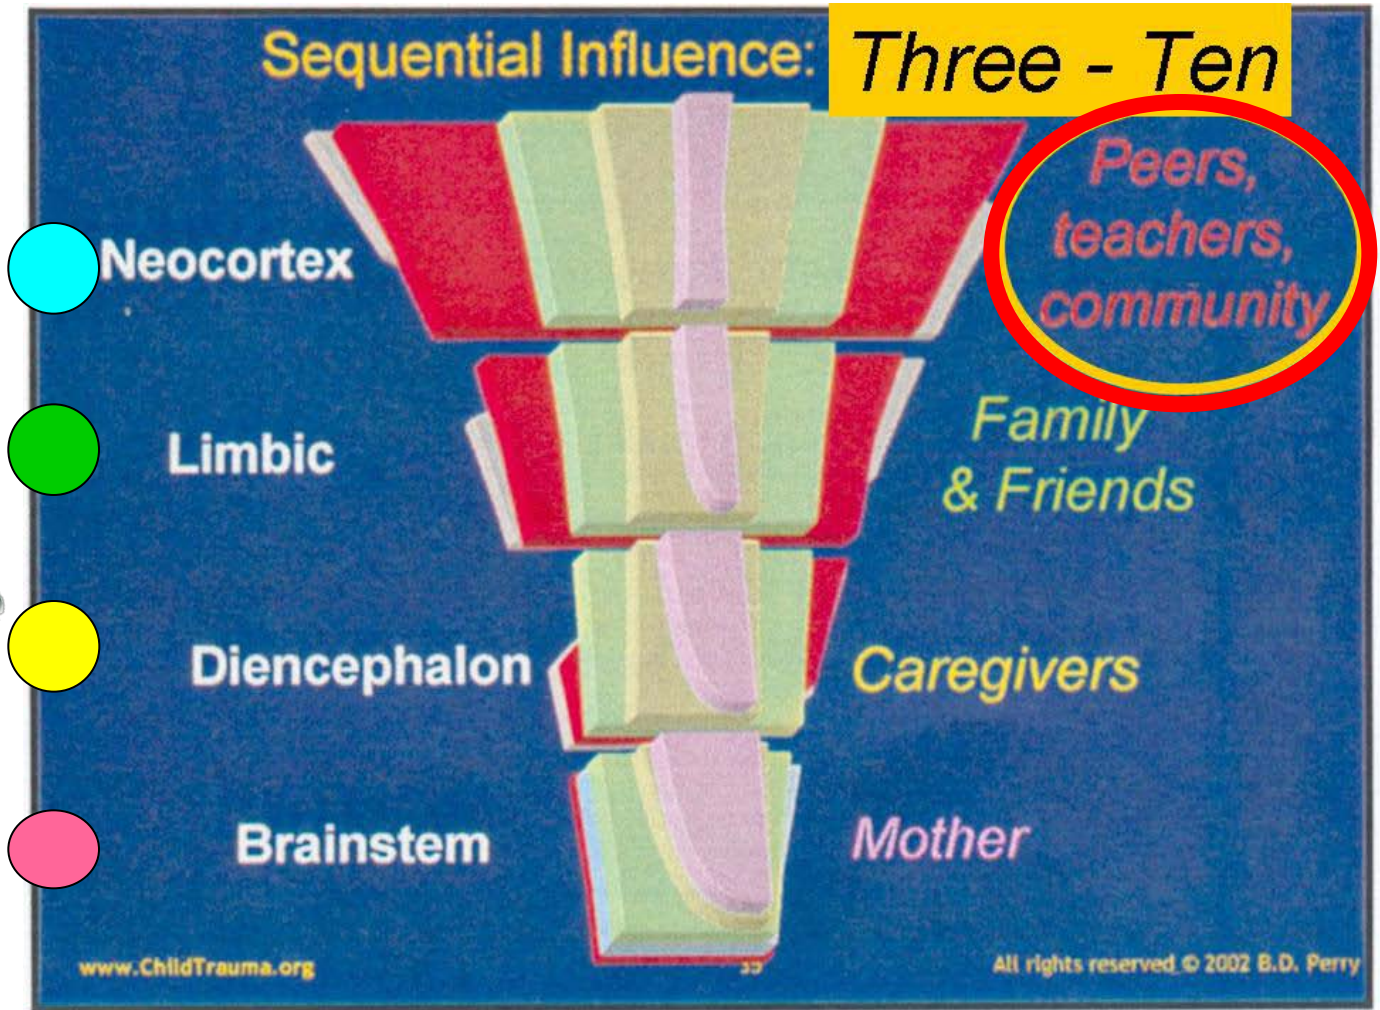 Sequential Influence: Three - Ten
Peers,
teachers,
community
Neocortex
Family
& Friends
Limbic
Diencephalon
Caregivers
Brainstem
Mother
www.ChildTrauma.org
35
All rights reserved © 2002 B.D. Perry